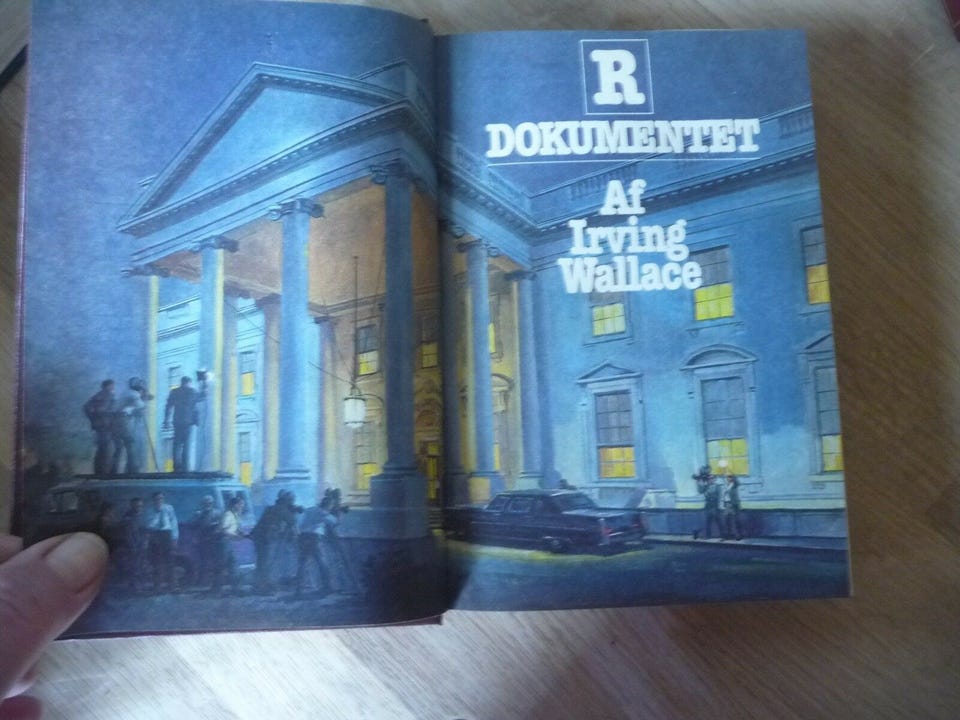 R
DOKUMENTET
Af
Irving
Wallace